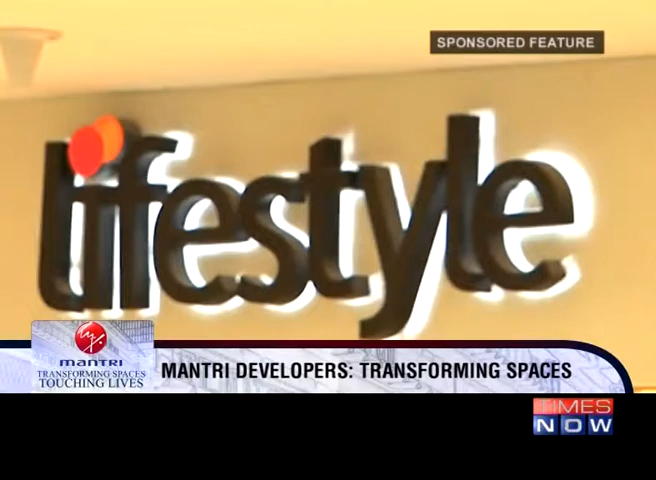 SPONSORED FEATURE
lifestyle
mantri
TRANSFORMING SPACES
TOUCHING LIVES
MANTRI DEVELOPERS: TRANSFORMING SPACES
TIMES
NOW